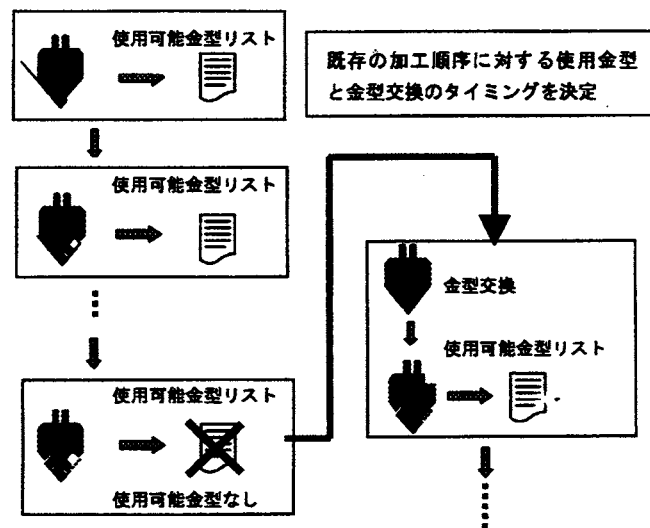 使用可能金型リスト
既存の加工順序に対する使用金型
と金型交換のタイミングを決定
使用可能金型リスト
使用可能金型リスト
使用可能金型なし
金型交換
使用可能金型リスト